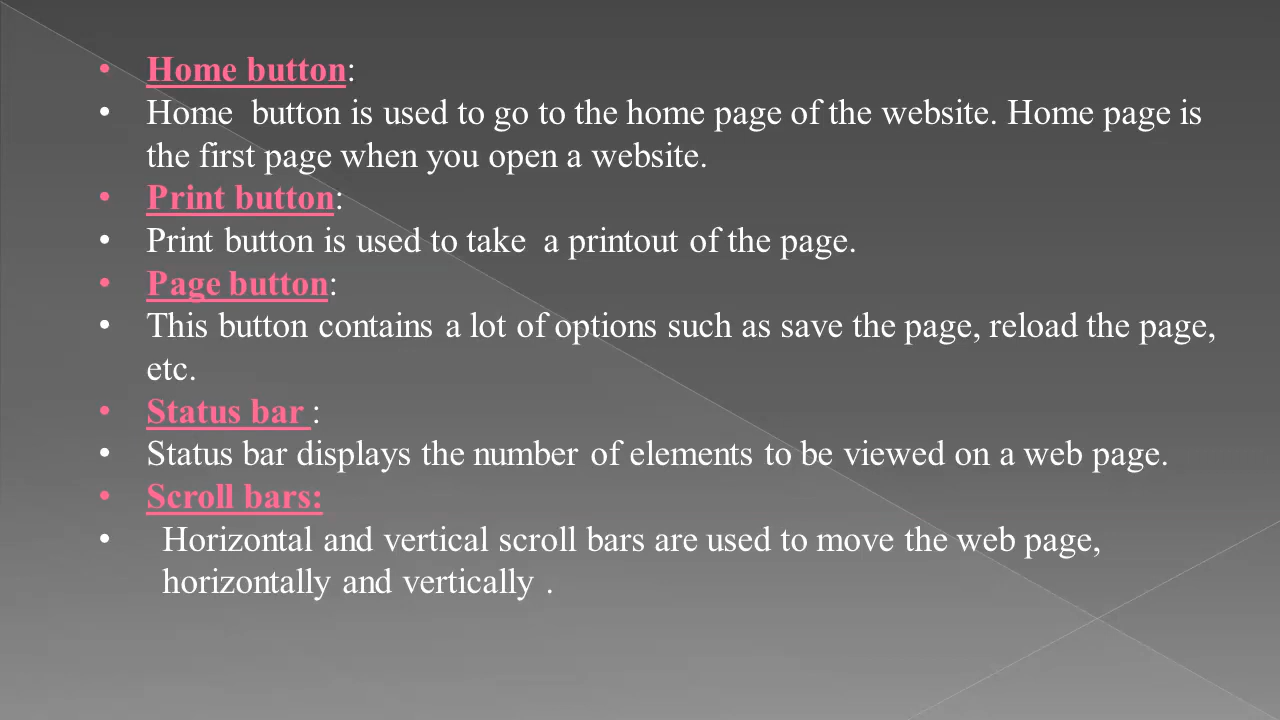 • Home button:
• Home  button is used to go to the home page of the website. Home page is
the first page when you open a website.
• Print button:
• Print button is used to take  a printout of the page.
• Page button:
• This button contains a lot of options such as save the page, reload the page,
etc.
• Status bar :
• Status bar displays the number of elements to be viewed on a web page.
• Scroll bars:
• Horizontal and vertical scroll bars are used to move the web page,
horizontally and vertically .